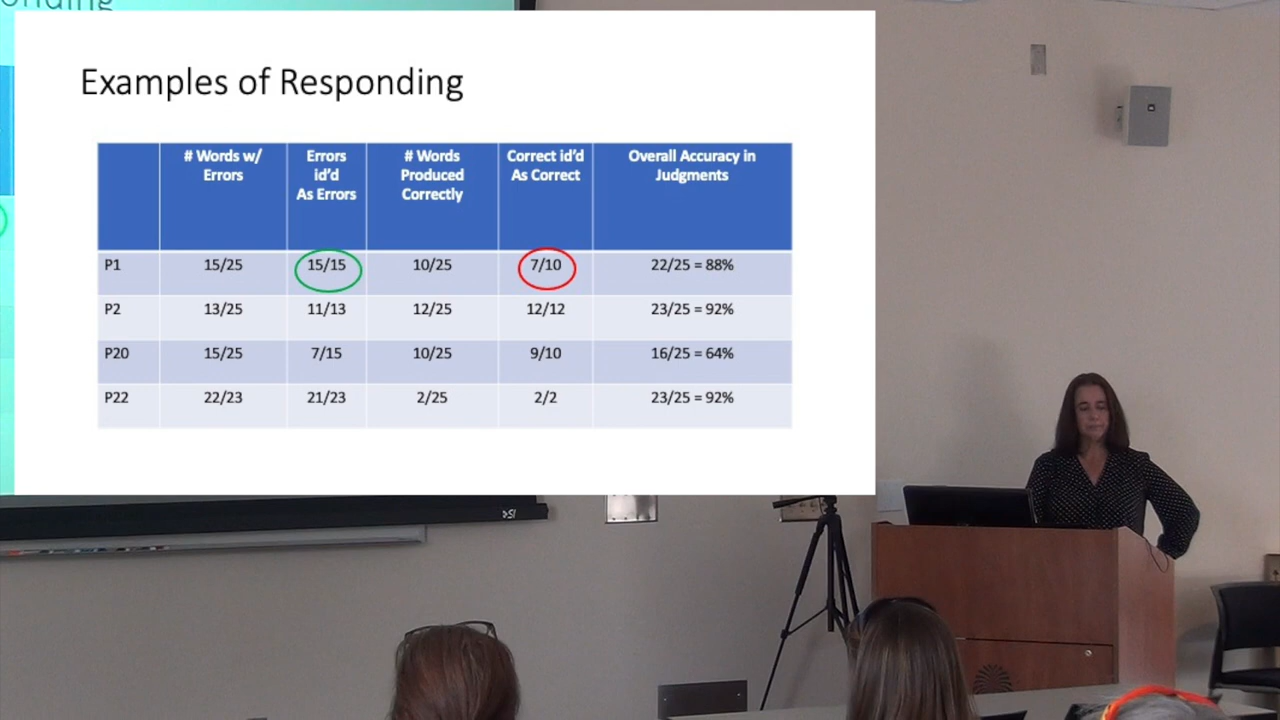 onding
Examples of Responding
# Words w/ Errors | Errors id'd As Errors | # Words Produced Correctly | Correct id'd As Correct | Overall Accuracy in Judgments
P1 | 15/25 | 15/15 | 10/25 | 7/10 | 22/25 = 88%
P2 | 13/25 | 11/13 | 12/25 | 12/12 | 23/25 = 92%
P20 | 15/25 | 7/15 | 10/25 | 9/10 | 16/25 = 64%
P22 | 22/23 | 21/23 | 2/25 | 2/2 | 23/25 = 92%